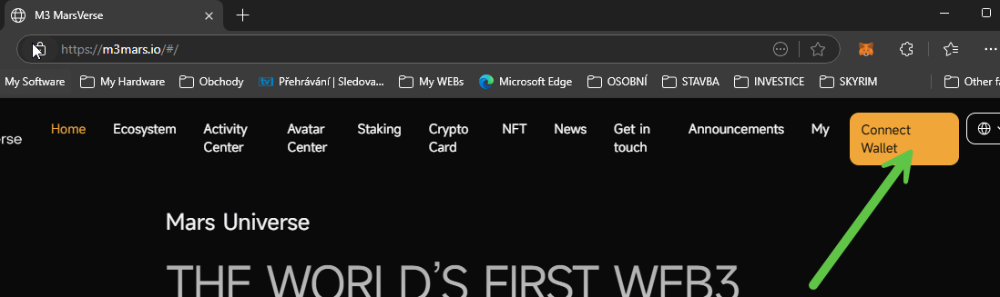 M3 MarsVerse
https://m3mars.io/#/
My Software My Hardware Obchody tv Přehrávání | Sledova... My WEBs Microsoft Edge OSOBNÍ STAVBA INVESTICE SKYRIM Other fa
erse Home Ecosystem Activity Center Avatar Center Staking Crypto Card NFT News Get in touch Announcements My Connect Wallet
Mars Universe
THE WORLD'S FIRST WEB3